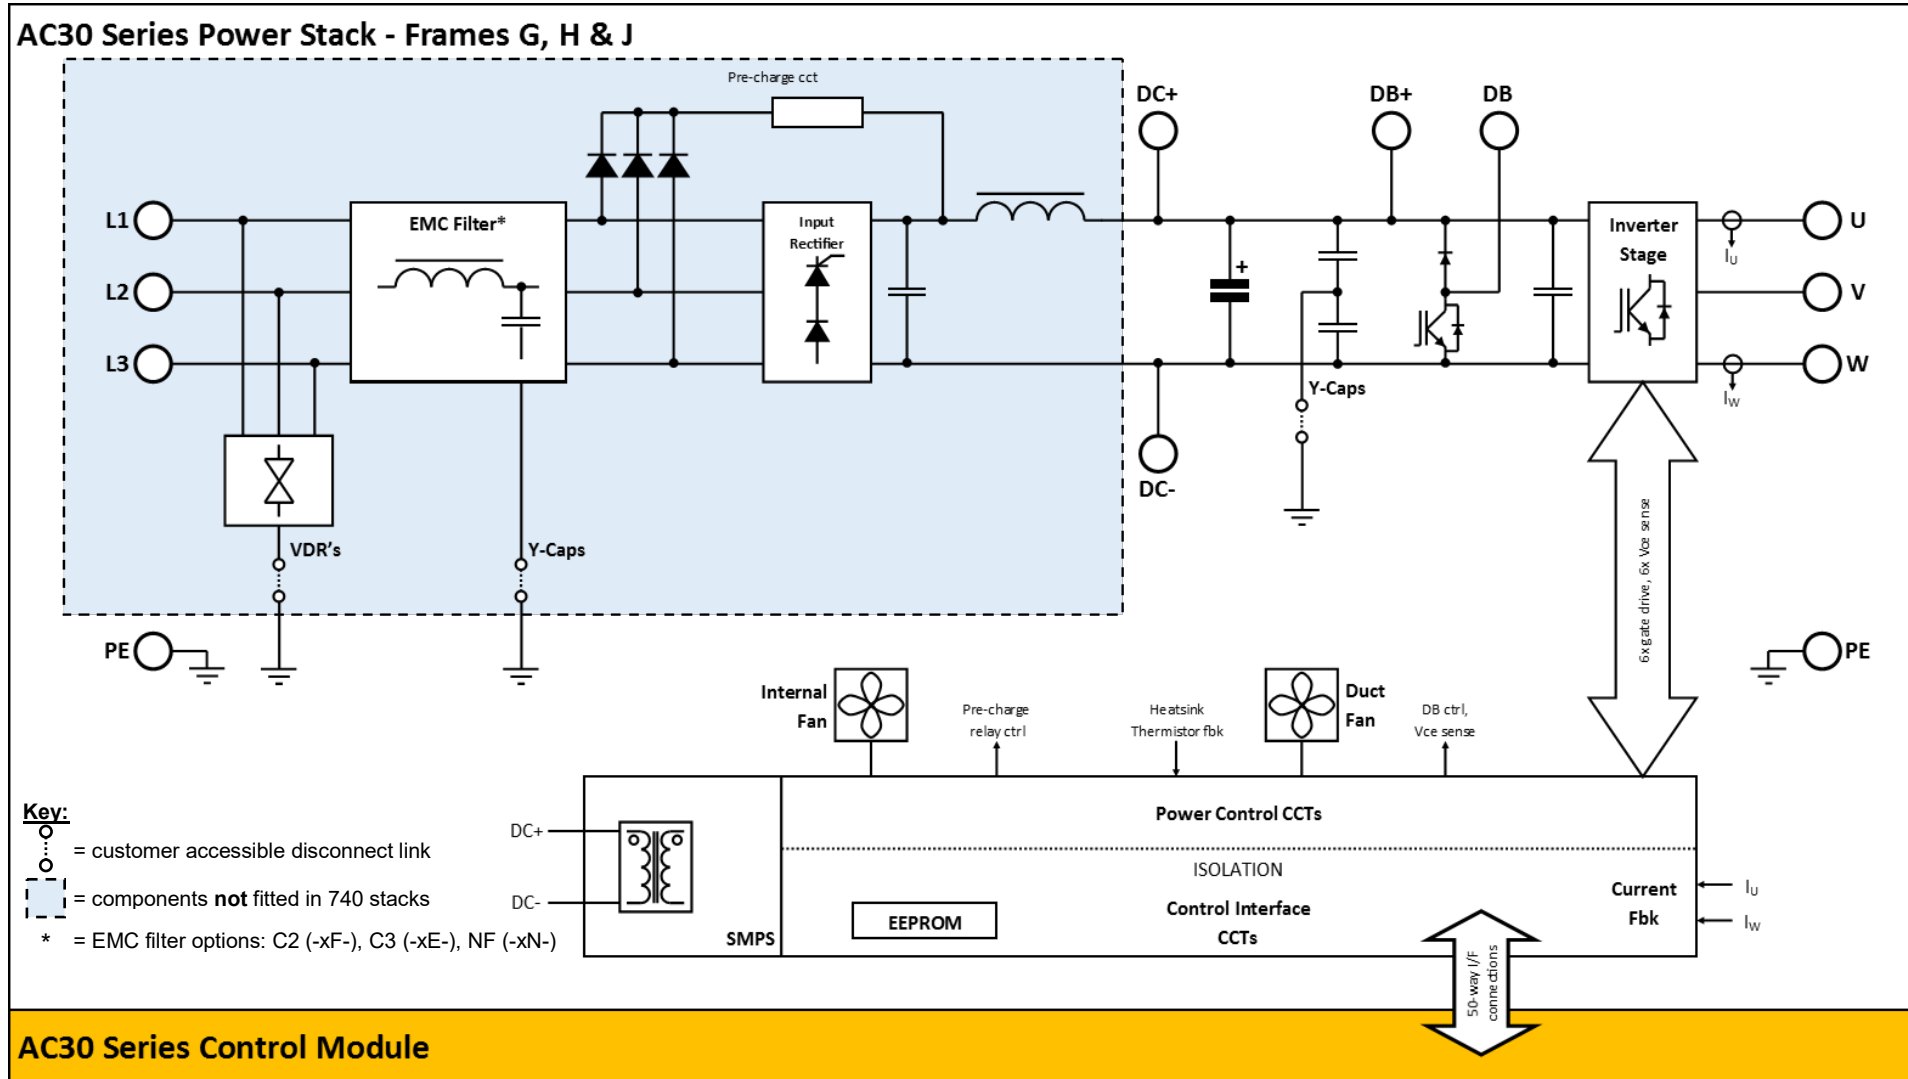 AC30 Series Power Stack - Frames G, H & J
Pre-charge cct
DC+
DB+
DB
L1
L2
L3
EMC Filter*
Input
Rectifier
+
Inverter
Stage
IU
IW
U
V
W
Y-Caps
DC-
VDR's
Y-Caps
PE
PE
6x gate drive, 6x Vce sense
Internal
Fan
Pre-charge
relay ctrl
Heatsink
Thermistor fbk
Duct
Fan
DB ctrl,
Vce sense
Key:
= customer accessible disconnect link
= components not fitted in 740 stacks
* = EMC filter options: C2 (-xF-), C3 (-xE-), NF (-xN-)
DC+
DC-
SMPS
Power Control CCTs
ISOLATION
EEPROM
Control Interface
CCTs
Current
Fbk
IU
IW
50-way I/F
connections
AC30 Series Control Module